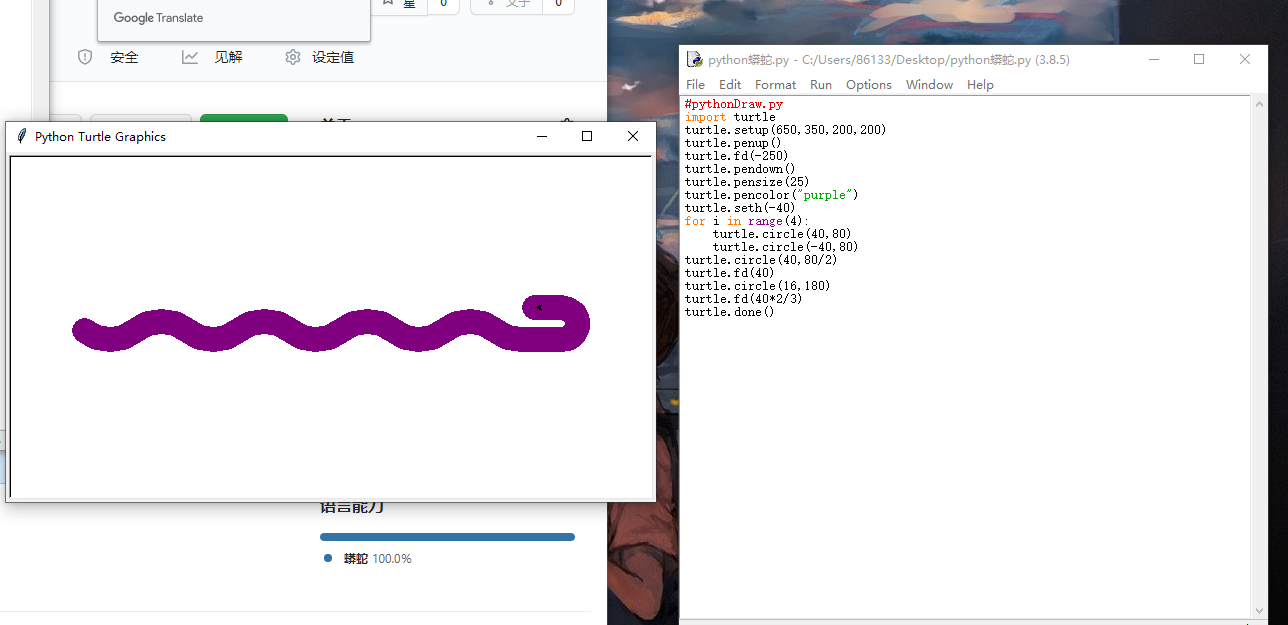 Google Translate
星 0 0
安全 见解 设定值
Python Turtle Graphics
语言能力
蟒蛇 100.0%
python蟒蛇.py - C:/Users/86133/Desktop/python蟒蛇.py (3.8.5)
File Edit Format Run Options Window Help
#pythonDraw.py
import turtle
turtle.setup(650,350,200,200)
turtle.penup()
turtle.fd(-250)
turtle.pendown()
turtle.pensize(25)
turtle.pencolor("purple")
turtle.seth(-40)
for i in range(4):
    turtle.circle(40,80)
    turtle.circle(-40,80)
turtle.circle(40,80/2)
turtle.fd(40)
turtle.circle(16,180)
turtle.fd(40*2/3)
turtle.done()